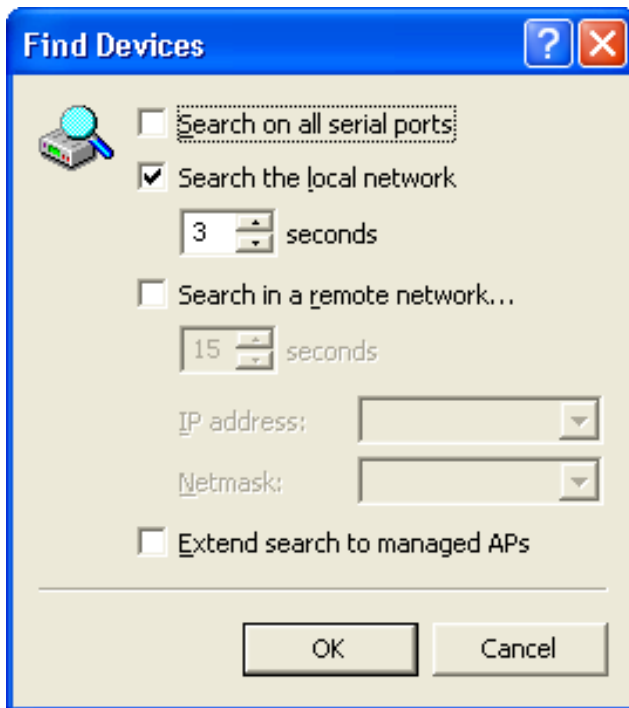 Find Devices
Search on all serial ports
Search the local network
3 seconds
Search in a remote network...
15 seconds
IP address:
Netmask:
Extend search to managed APs
OK Cancel